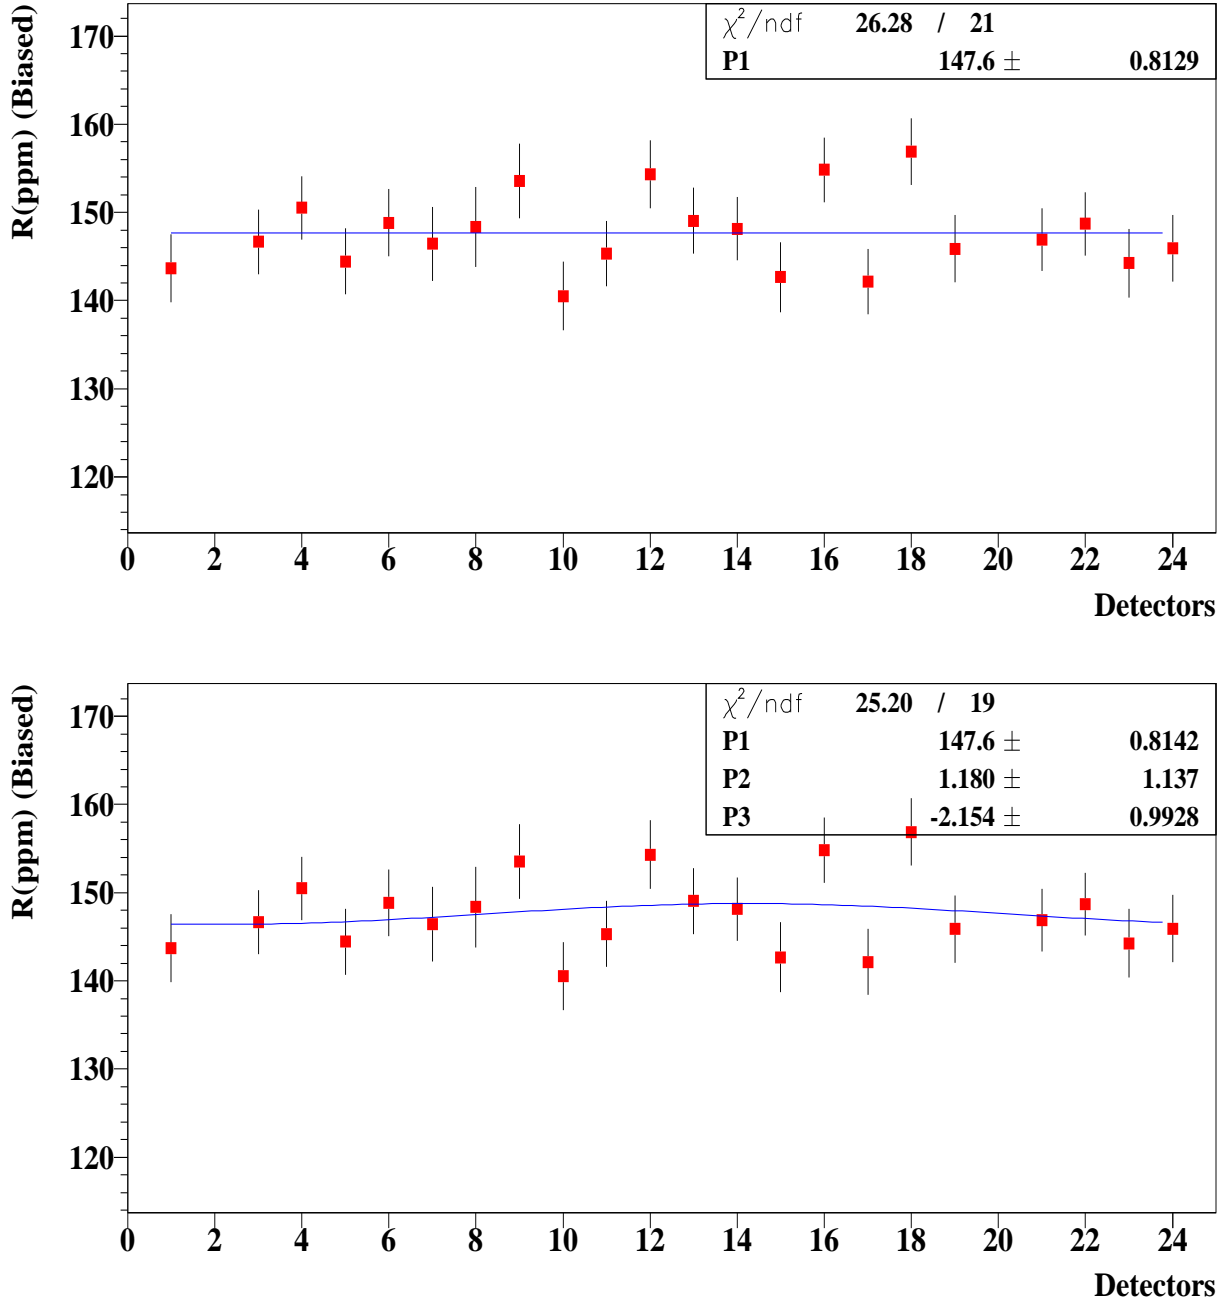 R(ppm) (Biased)
χ²/ndf 26.28 / 21
P1 147.6 ± 0.8129
170
160
150
140
130
120
0 2 4 6 8 10 12 14 16 18 20 22 24
Detectors
R(ppm) (Biased)
χ²/ndf 25.20 / 19
P1 147.6 ± 0.8142
P2 1.180 ± 1.137
P3 -2.154 ± 0.9928
170
160
150
140
130
120
0 2 4 6 8 10 12 14 16 18 20 22 24
Detectors